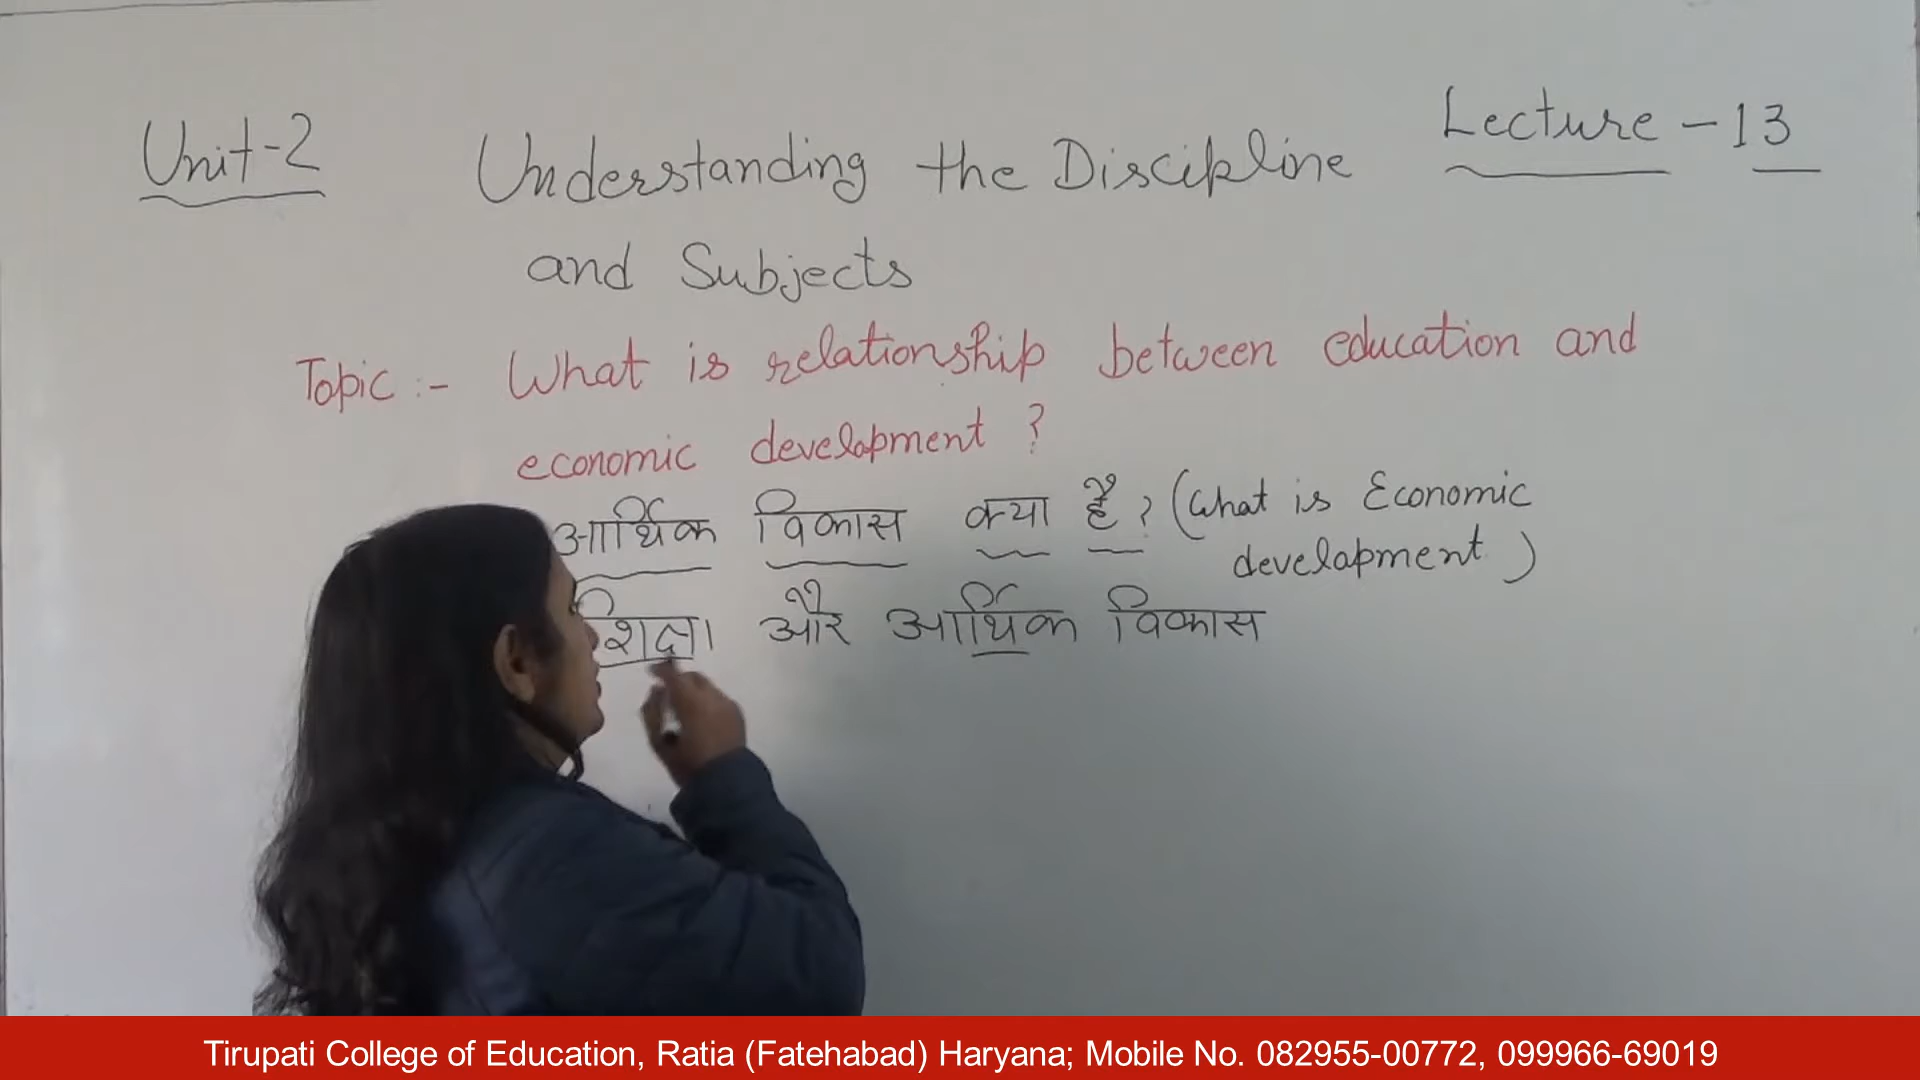 Unit-2
Lecture - 13
Understanding the Discipline
and Subjects
Topic :- What is relationship between education and
economic development ?
आर्थिक विकास क्या है ? (What is Economic
development )
शिक्षा और आर्थिक विकास
Tirupati College of Education, Ratia (Fatehabad) Haryana; Mobile No. 082955-00772, 099966-69019